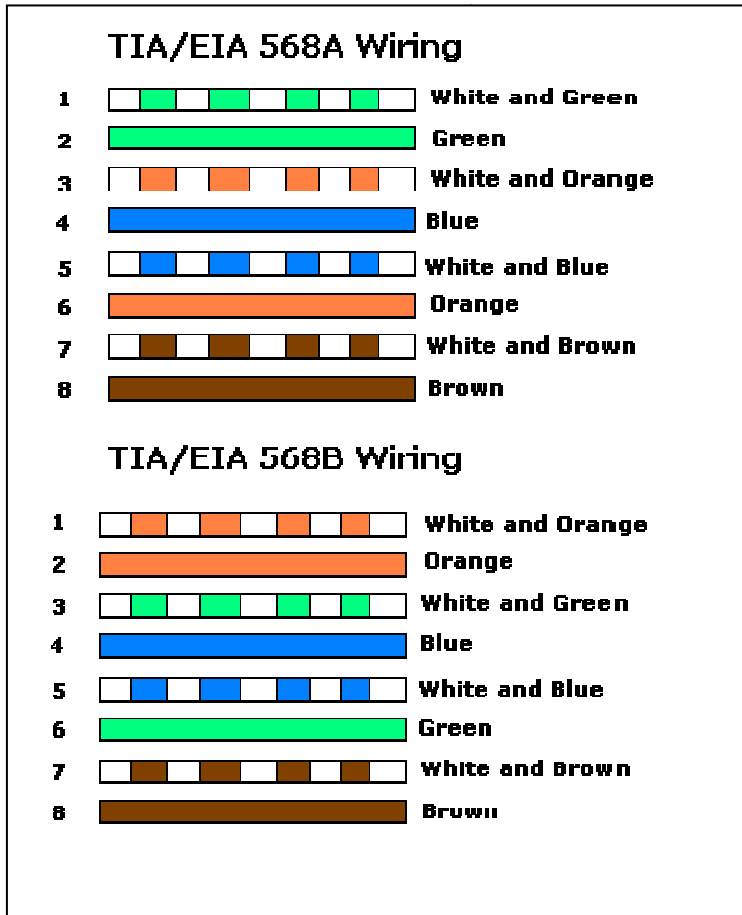 TIA/EIA 568A Wiring
1 White and Green
2 Green
3 White and Orange
4 Blue
5 White and Blue
6 Orange
7 White and Brown
8 Brown
TIA/EIA 568B Wiring
1 White and Orange
2 Orange
3 White and Green
4 Blue
5 White and Blue
6 Green
7 White and Brown
8 Brown